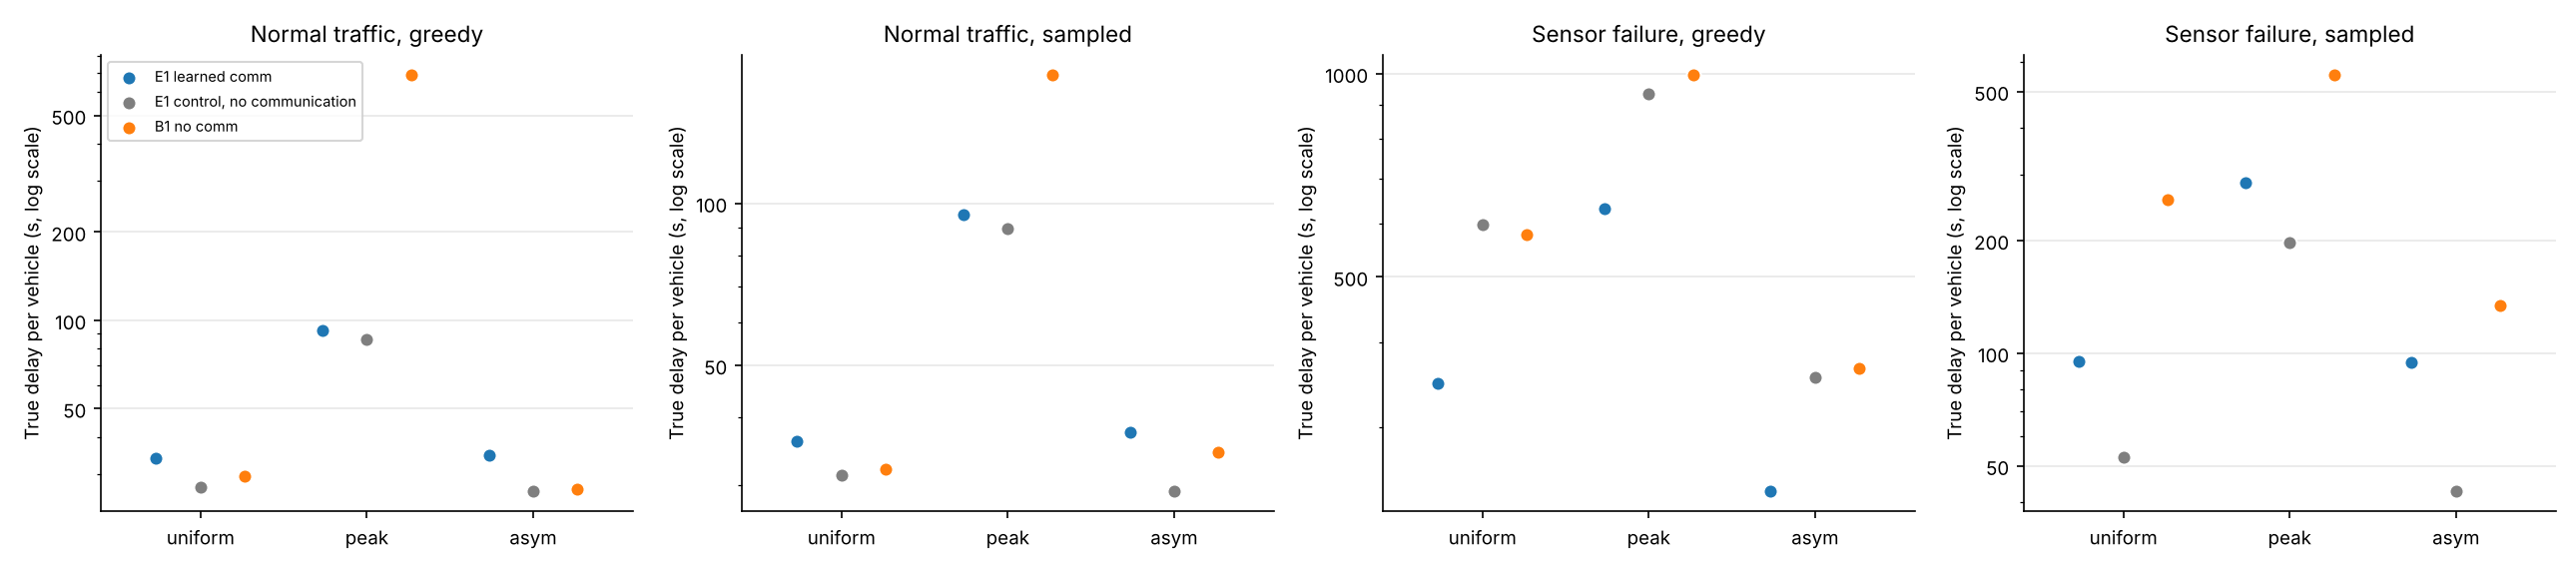 Normal traffic, greedy
True delay per vehicle (s, log scale)
500
200
100
50
E1 learned comm
E1 control, no communication
B1 no comm
uniform
peak
asym
Normal traffic, sampled
True delay per vehicle (s, log scale)
100
50
uniform
peak
asym
Sensor failure, greedy
True delay per vehicle (s, log scale)
1000
500
uniform
peak
asym
Sensor failure, sampled
True delay per vehicle (s, log scale)
500
200
100
50
uniform
peak
asym